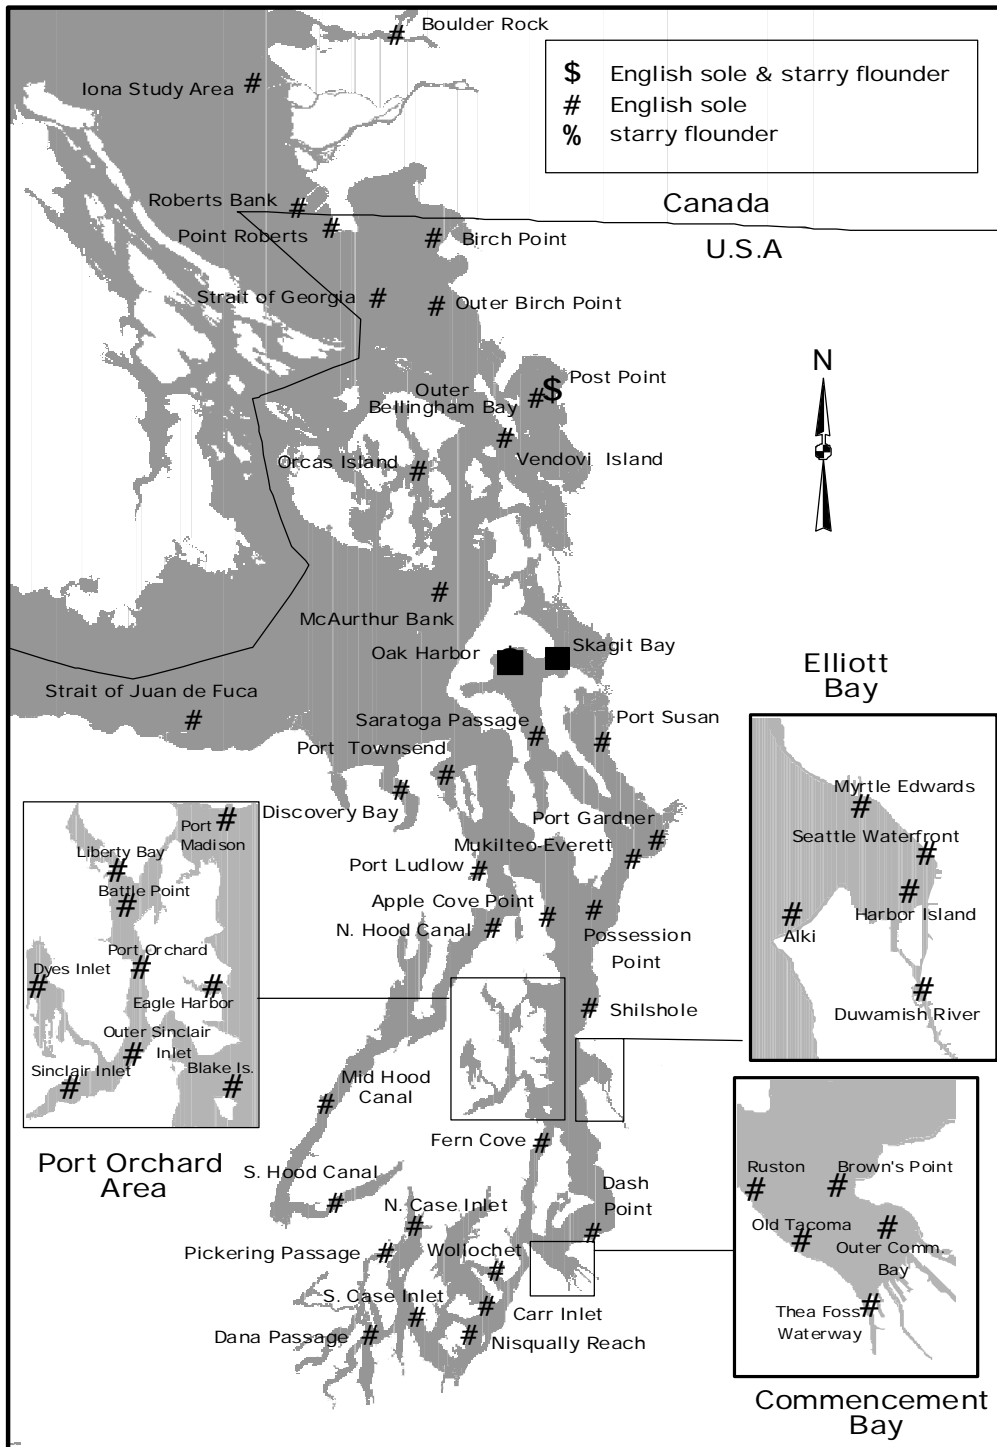 Boulder Rock
Iona Study Area #
#
$ English sole & starry flounder
# English sole
% starry flounder
Roberts Bank #
Canada
Point Roberts #
# Birch Point
U.S.A
Strait of Georgia #
# Outer Birch Point
N
Outer
Bellingham Bay #
$ Post Point
#
Vendovi Island
Orcas Island #
#
McAurthur Bank
Oak Harbor
Skagit Bay
Strait of Juan de Fuca
#
Saratoga Passage #
Port Susan
#
Port Townsend
#
Discovery Bay #
Port Gardner #
Mukilteo-Everett #
Port Ludlow #
Apple Cove Point #
N. Hood Canal #
#
Possession
Point
# Shilshole
Mid Hood
Canal
#
Fern Cove #
S. Hood Canal
#
Dash
Point
#
N. Case Inlet
#
Pickering Passage #
Wollochet
#
S. Case Inlet
#
#
Carr Inlet
Dana Passage #
# Nisqually Reach
Port
Madison
#
Liberty Bay
#
Battle Point
#
Port Orchard
#
Dyes Inlet
#
Eagle Harbor
#
Outer Sinclair
Inlet
#
Sinclair Inlet
#
Blake Is.
#
Port Orchard
Area
Elliott
Bay
Myrtle Edwards
#
Seattle Waterfront
#
#
Harbor Island
#
Alki
#
Duwamish River
Ruston
#
Brown's Point
#
Old Tacoma
#
#
Outer Comm.
Bay
Thea Foss
Waterway
#
Commencement
Bay